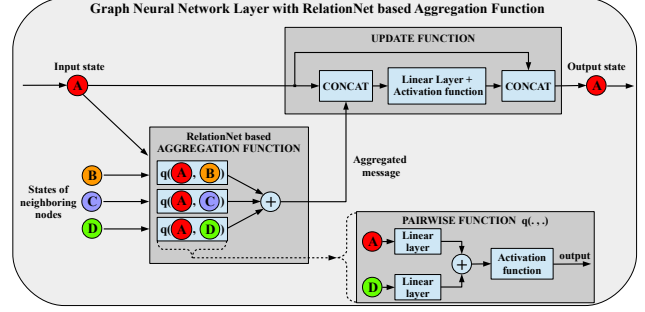 Graph Neural Network Layer with RelationNet based Aggregation Function
UPDATE FUNCTION
Input state
A
CONCAT
Linear Layer +
Activation function
CONCAT
Output state
A
RelationNet based
AGGREGATION FUNCTION
Aggregated
message
States of
neighboring
nodes
B
C
D
q(A, B)
q(A, C)
q(A, D)
+
PAIRWISE FUNCTION q(. , .)
A
Linear
layer
D
Linear
layer
+
Activation
function
output